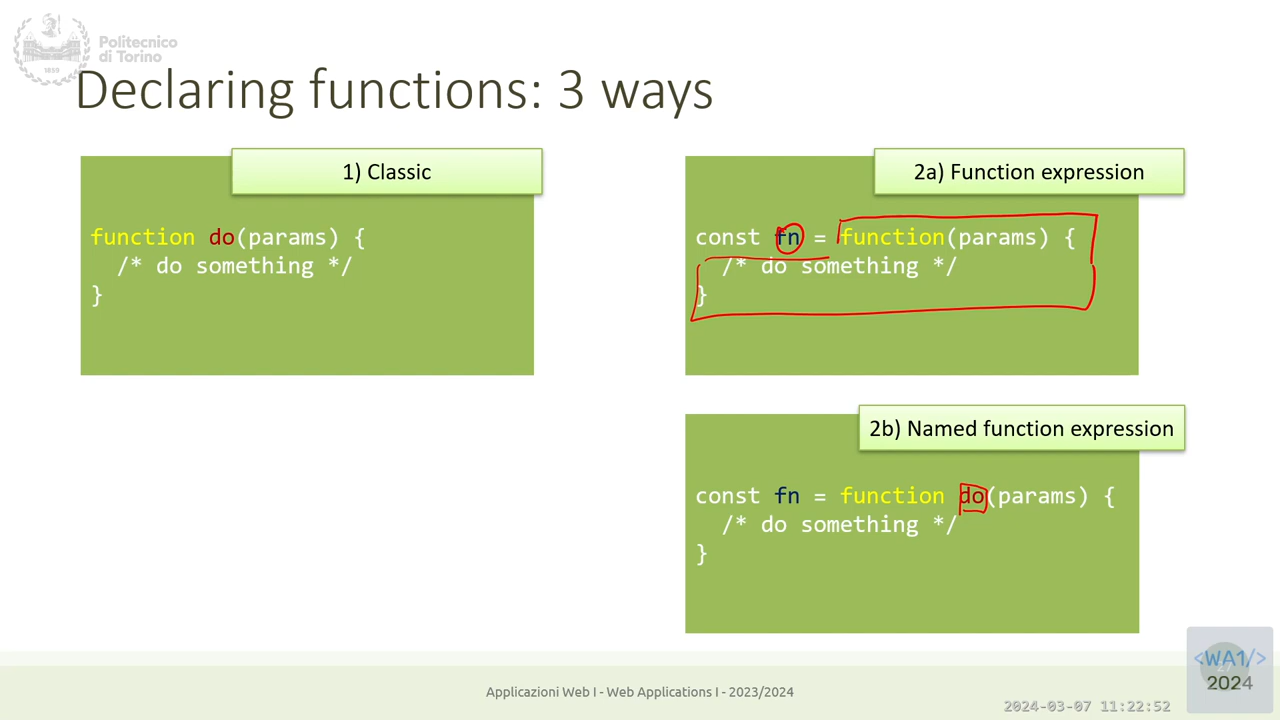 Politecnico
di Torino
1859
Declaring functions: 3 ways
1) Classic
function do(params) {
/* do something */
}
2a) Function expression
const fn = function(params) {
/* do something */
}
2b) Named function expression
const fn = function do(params) {
/* do something */
}
Applicazioni Web I - Web Applications I - 2023/2024
<WA1/>
2024
2024-03-07 11:22:52